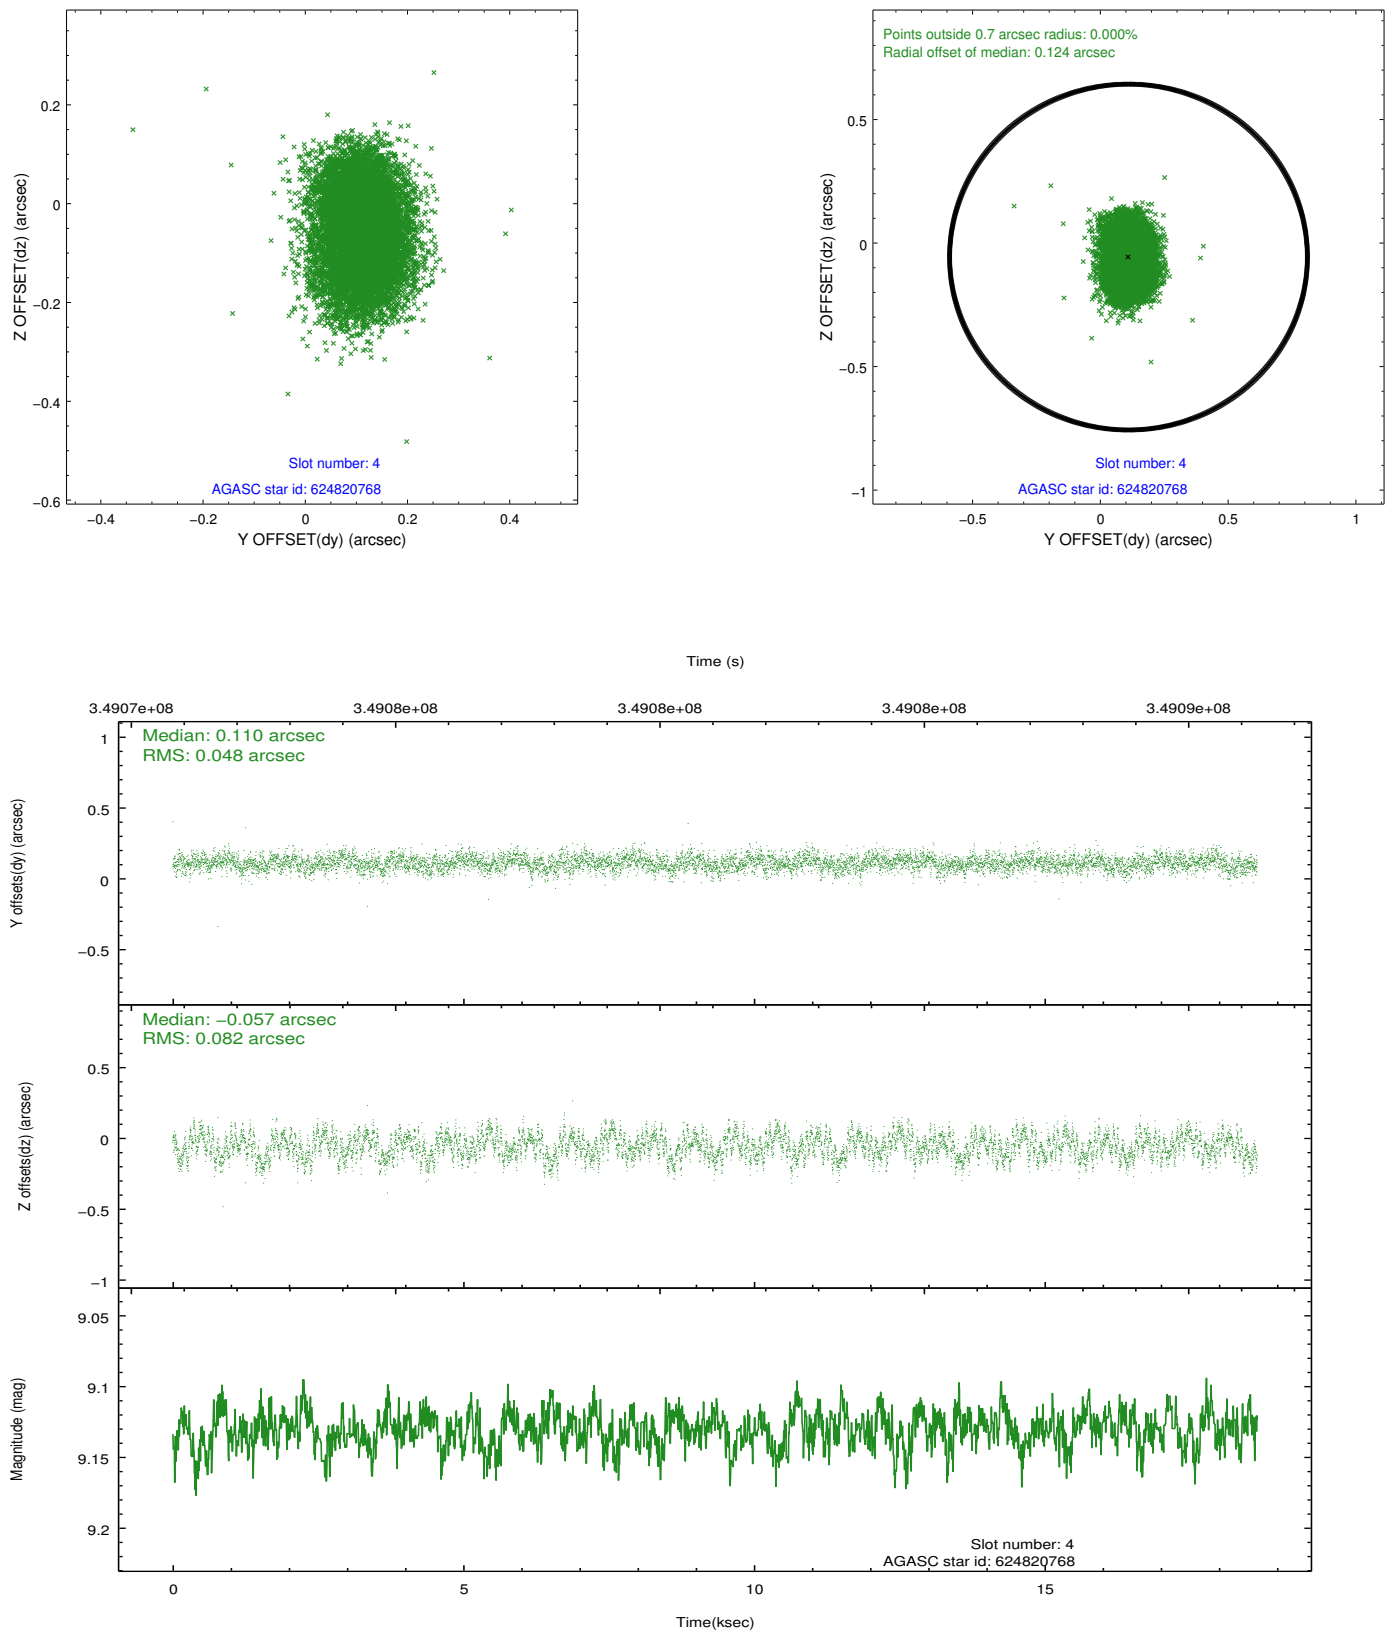 0.2
0
−0.2
−0.4
−0.6
Z OFFSET(dz) (arcsec)
Slot number: 4
AGASC star id: 624820768
−0.4
−0.2
0
0.2
0.4
Y OFFSET(dy) (arcsec)
Points outside 0.7 arcsec radius: 0.000%
Radial offset of median: 0.124 arcsec
0.5
0
−0.5
−1
Z OFFSET(dz) (arcsec)
Slot number: 4
AGASC star id: 624820768
−0.5
0
0.5
1
Y OFFSET(dy) (arcsec)
Time (s)
3.4907e+08
3.4908e+08
3.4908e+08
3.4908e+08
3.4909e+08
Median: 0.110 arcsec
RMS: 0.048 arcsec
1
0.5
0
−0.5
Y offsets(dy) (arcsec)
Median: −0.057 arcsec
RMS: 0.082 arcsec
0.5
0
−0.5
−1
Z offsets(dz) (arcsec)
9.05
9.1
9.15
9.2
Magnitude (mag)
Slot number: 4
AGASC star id: 624820768
0
5
10
15
Time(ksec)